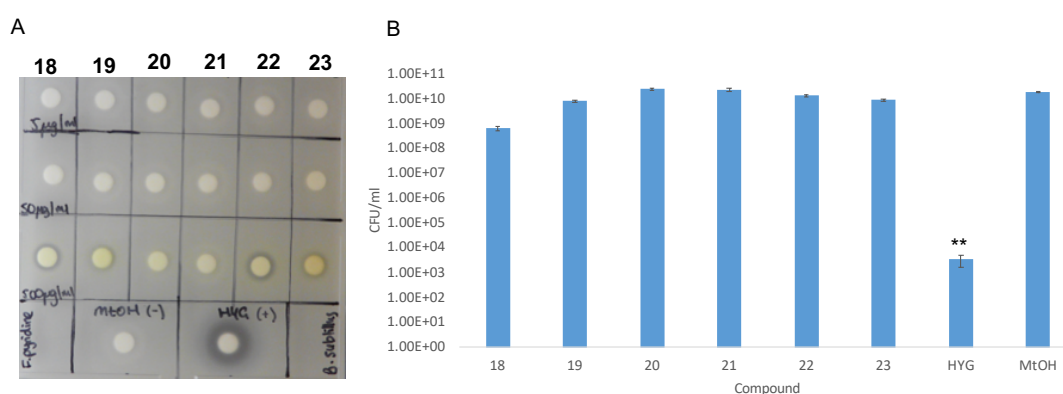 A
18 19 20 21 22 23
5µg/ml
50µg/ml
500µg/ml
F.pyridine
MtOH (-)
HYG (+)
B. subtilis
B
1.00E+11
1.00E+10
1.00E+09
1.00E+08
1.00E+07
1.00E+06
1.00E+05
1.00E+04
1.00E+03
1.00E+02
1.00E+01
1.00E+00
CFU/ml
**
18 19 20 21 22 23 HYG MtOH
Compound